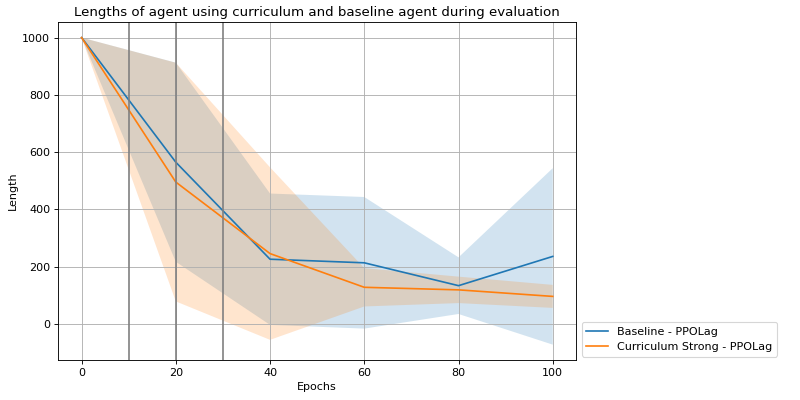 Lengths of agent using curriculum and baseline agent during evaluation
1000
800
600
400
200
0
Length
0 20 40 60 80 100
Epochs
Baseline - PPOLag
Curriculum Strong - PPOLag